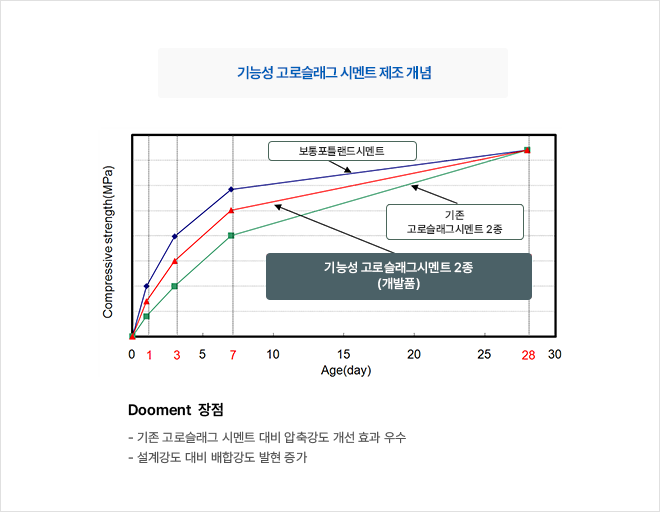 기능성 고로슬래그 시멘트 제조 개념
Compressive strength(MPa)
보통포틀랜드시멘트
기존
고로슬래그시멘트 2종
기능성 고로슬래그시멘트 2종
(개발품)
0 1 3 5 7 10 15 20 25 28 30
Age(day)
Dooment 장점
- 기존 고로슬래그 시멘트 대비 압축강도 개선 효과 우수
- 설계강도 대비 배합강도 발현 증가